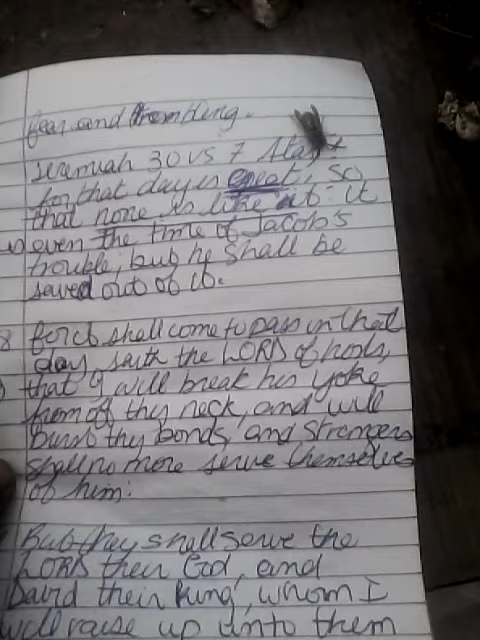 fear and trembling.
Jeremiah 30 vs 7 Alas!
for that day is great, so
that none is like it: it
even the time of Jacob's
trouble; but he shall be
saved out of it.
8 for it shall come to pass in that
day, saith the LORD of hosts,
that I will break his yoke
from off thy neck, and will
burst thy bonds, and strangers
shall no more serve themselves
of him:
But they shall serve the
LORD their God, and
David their king, whom I
will raise up unto them